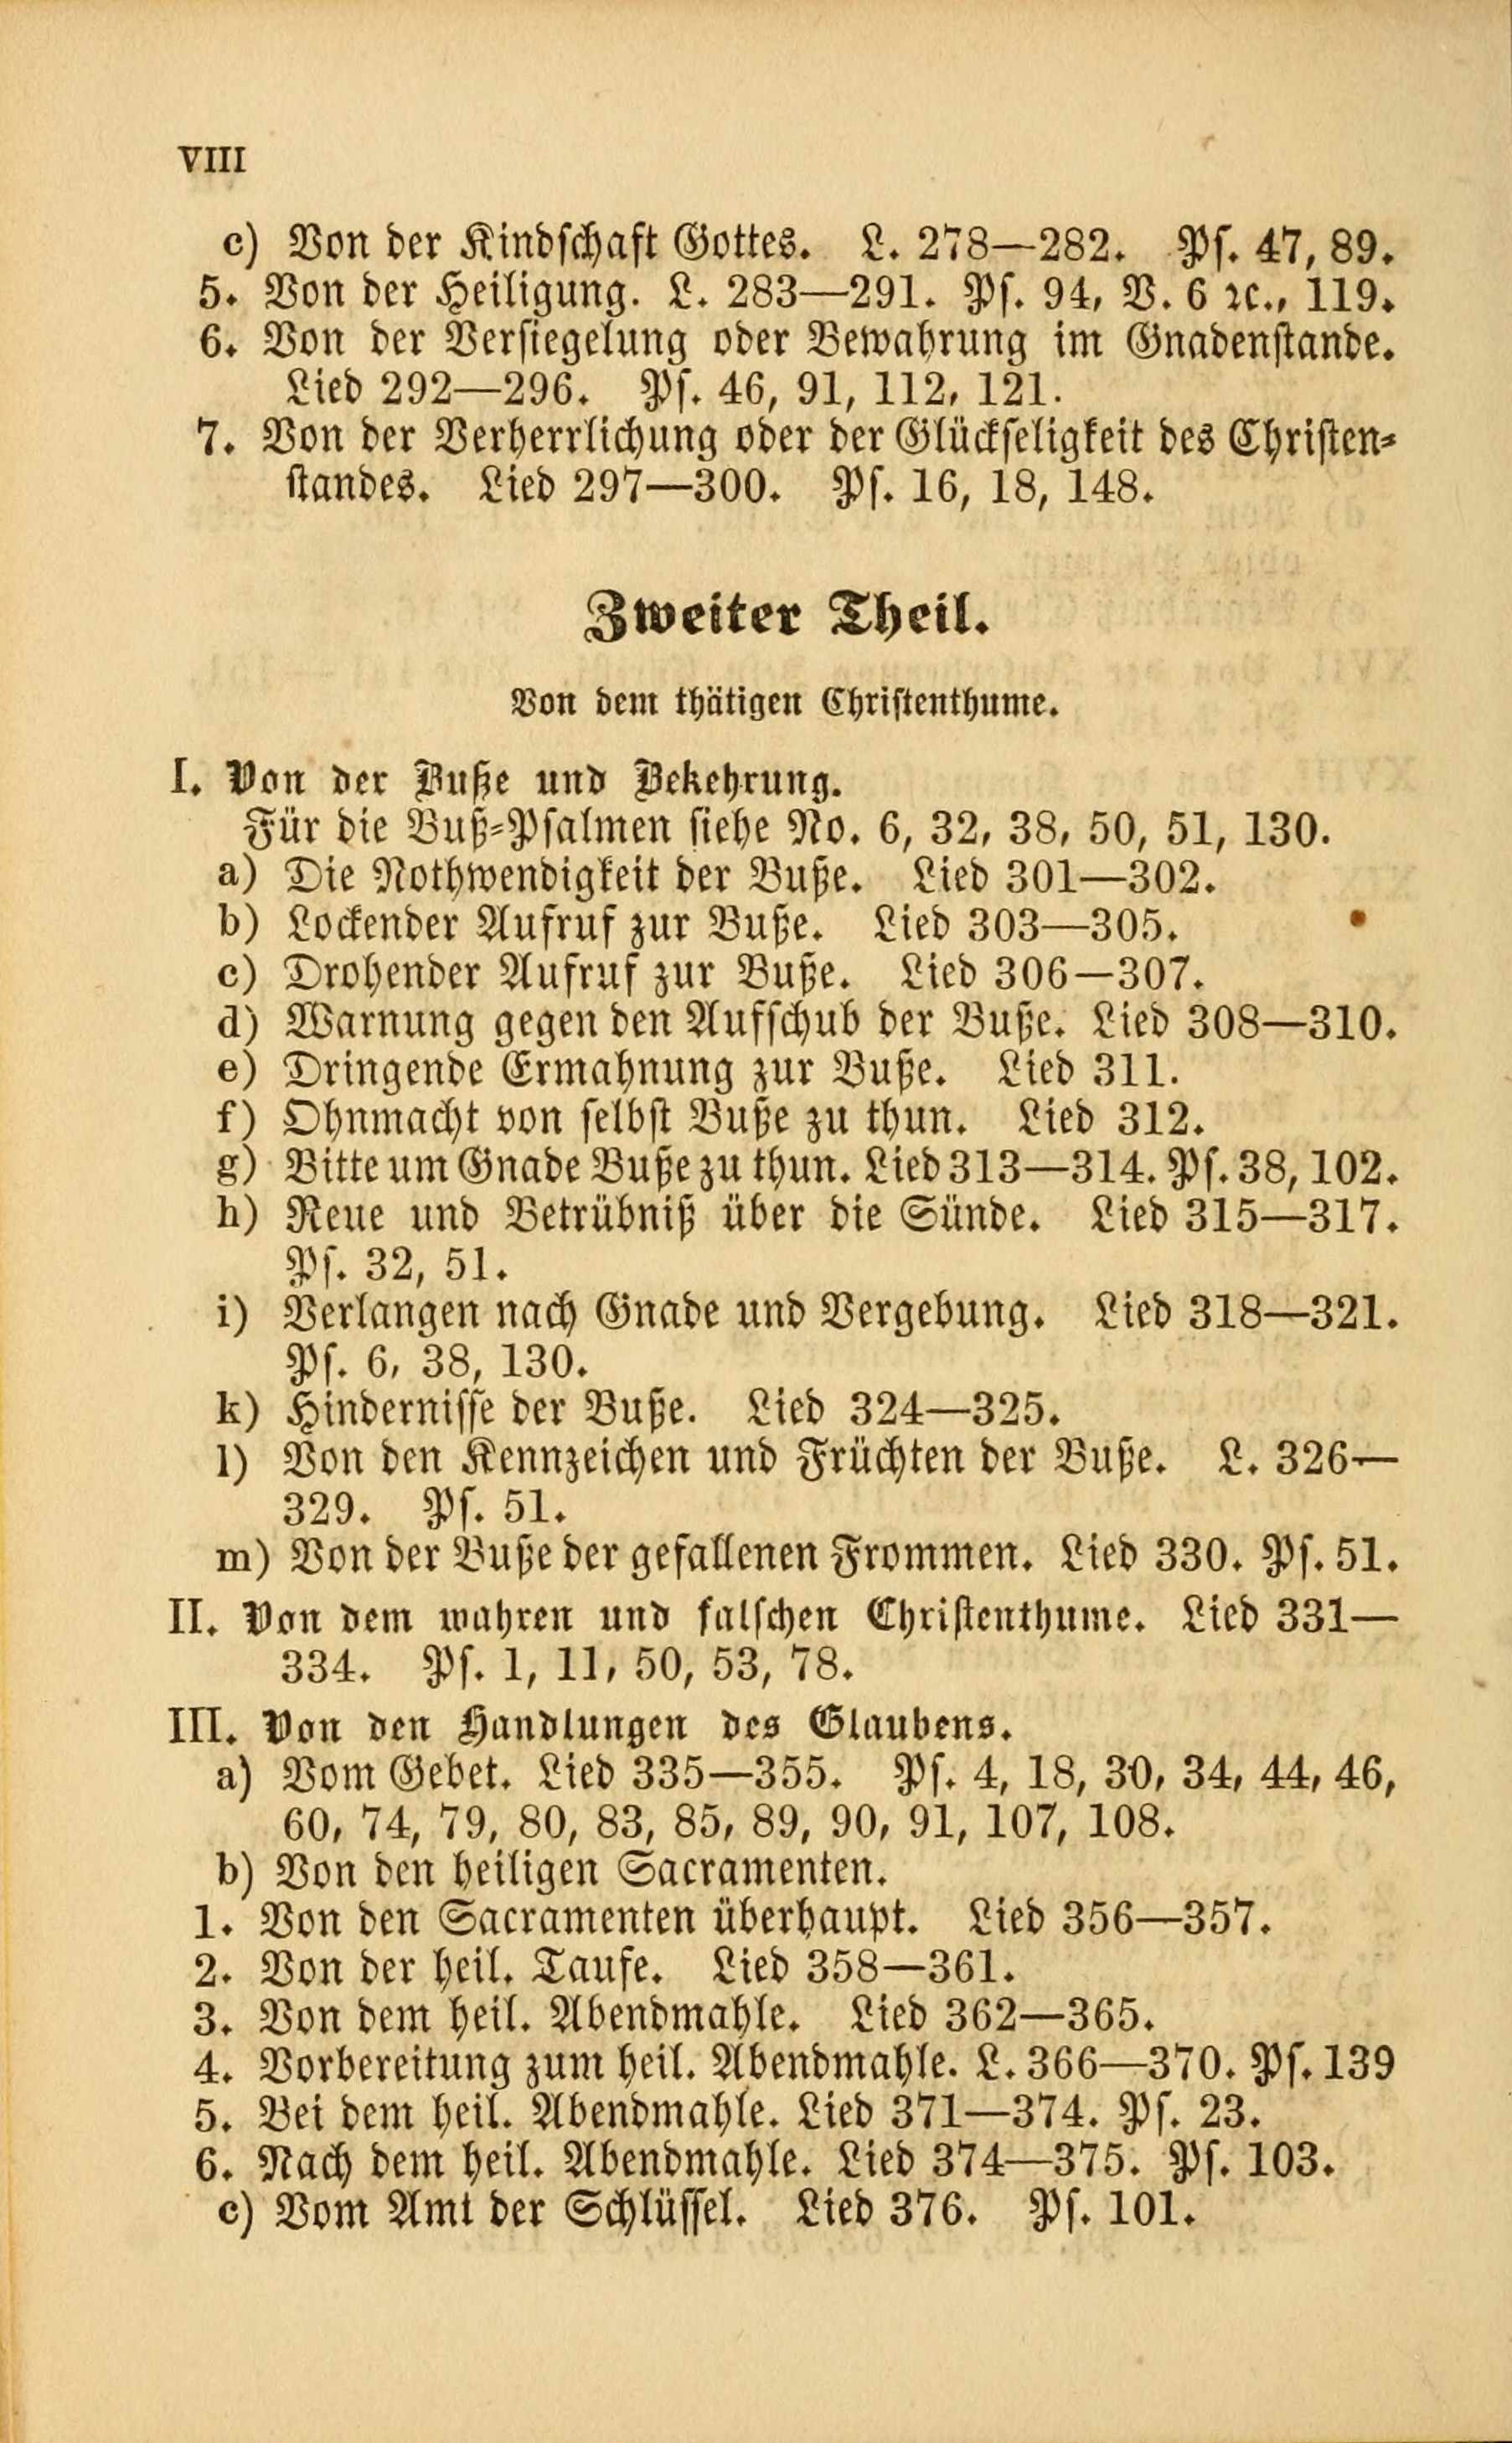 VIII
c) Von der Kindschaft Gottes. L. 278—282. Ps. 47, 89.
5. Von der Heiligung. L. 283—291. Ps. 94, V. 6 ꝛc., 119.
6. Von der Versiegelung oder Bewahrung im Gnadenstande.
Lied 292—296. Ps. 46, 91, 112, 121.
7. Von der Verherrlichung oder der Glückseligkeit des Christen-
standes. Lied 297—300. Ps. 16, 18, 148.
Zweiter Theil.
Von dem thätigen Christenthume.
I. Von der Buße und Bekehrung.
Für die Buß-Psalmen siehe No. 6, 32, 38, 50, 51, 130.
a) Die Nothwendigkeit der Buße. Lied 301—302.
b) Lockender Aufruf zur Buße. Lied 303—305.
c) Drohender Aufruf zur Buße. Lied 306—307.
d) Warnung gegen den Aufschub der Buße. Lied 308—310.
e) Dringende Ermahnung zur Buße. Lied 311.
f) Ohnmacht von selbst Buße zu thun. Lied 312.
g) Bitte um Gnade Buße zu thun. Lied 313—314. Ps. 38, 102.
h) Reue und Betrübniß über die Sünde. Lied 315—317.
Ps. 32, 51.
i) Verlangen nach Gnade und Vergebung. Lied 318—321.
Ps. 6, 38, 130.
k) Hindernisse der Buße. Lied 324—325.
l) Von den Kennzeichen und Früchten der Buße. L. 326—
329. Ps. 51.
m) Von der Buße der gefallenen Frommen. Lied 330. Ps. 51.
II. Von dem wahren und falschen Christenthume. Lied 331—
334. Ps. 1, 11, 50, 53, 78.
III. Von den Handlungen des Glaubens.
a) Vom Gebet. Lied 335—355. Ps. 4, 18, 30, 34, 44, 46,
60, 74, 79, 80, 83, 85, 89, 90, 91, 107, 108.
b) Von den heiligen Sacramenten.
1. Von den Sacramenten überhaupt. Lied 356—357.
2. Von der heil. Taufe. Lied 358—361.
3. Von dem heil. Abendmahle. Lied 362—365.
4. Vorbereitung zum heil. Abendmahle. L. 366—370. Ps. 139
5. Bei dem heil. Abendmahle. Lied 371—374. Ps. 23.
6. Nach dem heil. Abendmahle. Lied 374—375. Ps. 103.
c) Vom Amt der Schlüssel. Lied 376. Ps. 101.